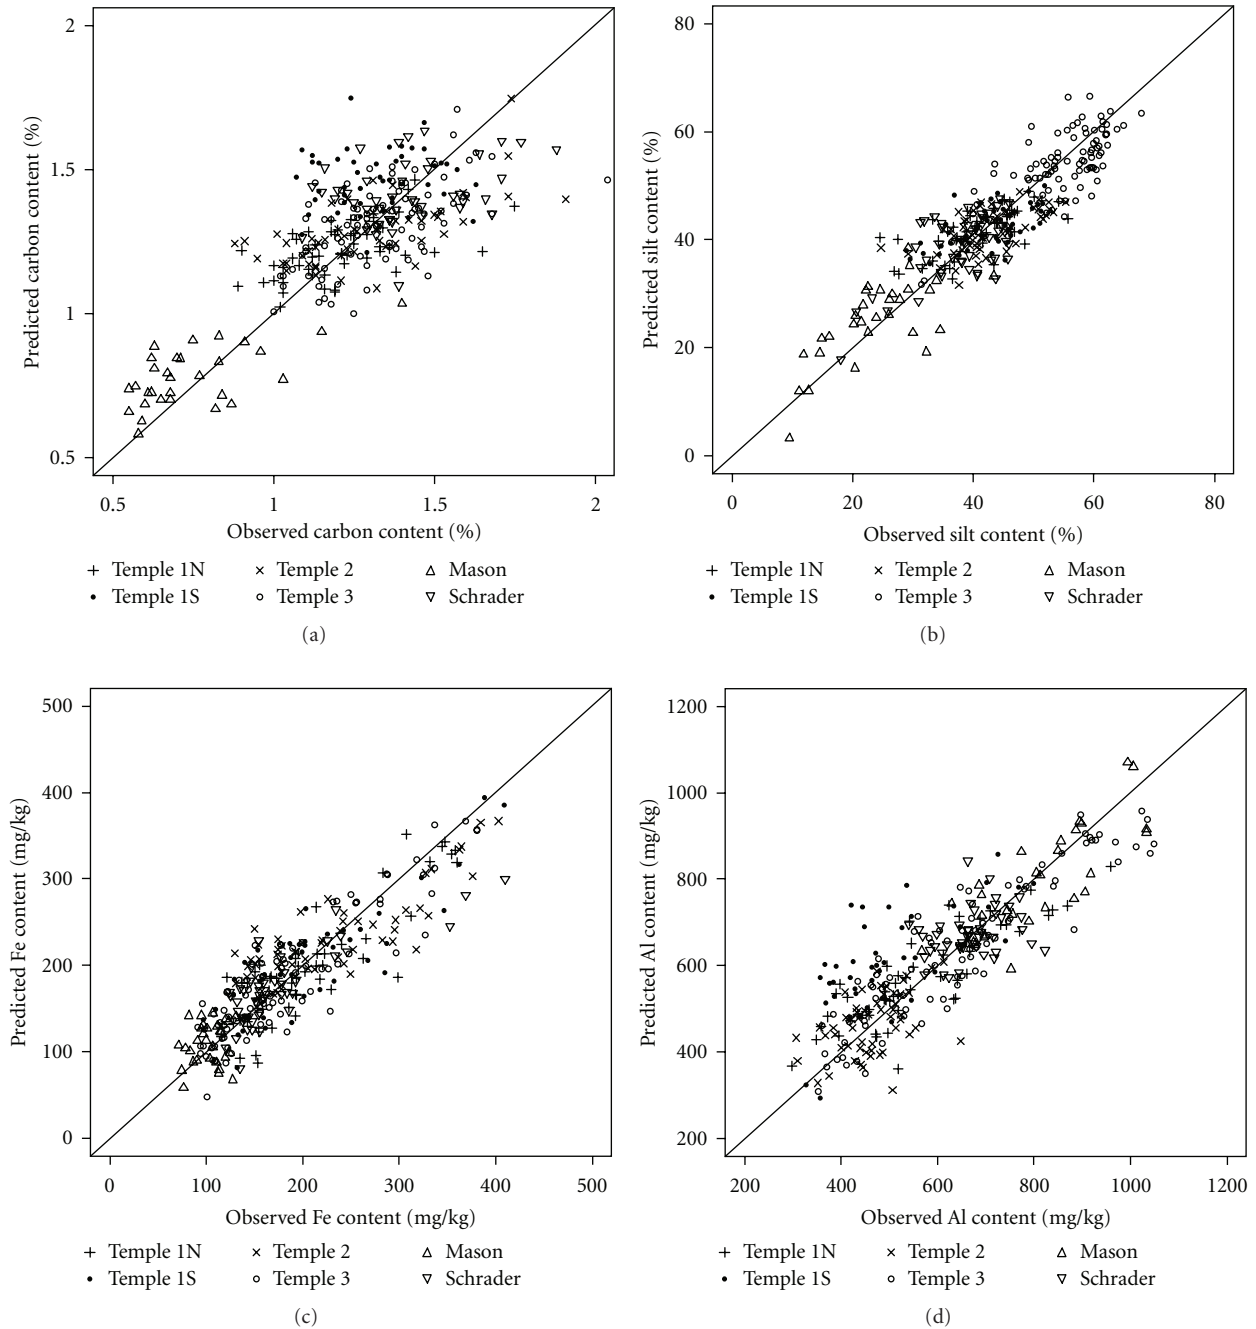 2
1.5
1
0.5
Predicted carbon content (%)
0.5 1 1.5 2
Observed carbon content (%)
Temple 1N Temple 2 Mason
Temple 1S Temple 3 Schrader
(a)
80
60
40
20
0
Predicted silt content (%)
0 20 40 60 80
Observed silt content (%)
Temple 1N Temple 2 Mason
Temple 1S Temple 3 Schrader
(b)
500
400
300
200
100
0
Predicted Fe content (mg/kg)
0 100 200 300 400 500
Observed Fe content (mg/kg)
Temple 1N Temple 2 Mason
Temple 1S Temple 3 Schrader
(c)
1200
1000
800
600
400
200
Predicted Al content (mg/kg)
200 400 600 800 1000 1200
Observed Al content (mg/kg)
Temple 1N Temple 2 Mason
Temple 1S Temple 3 Schrader
(d)